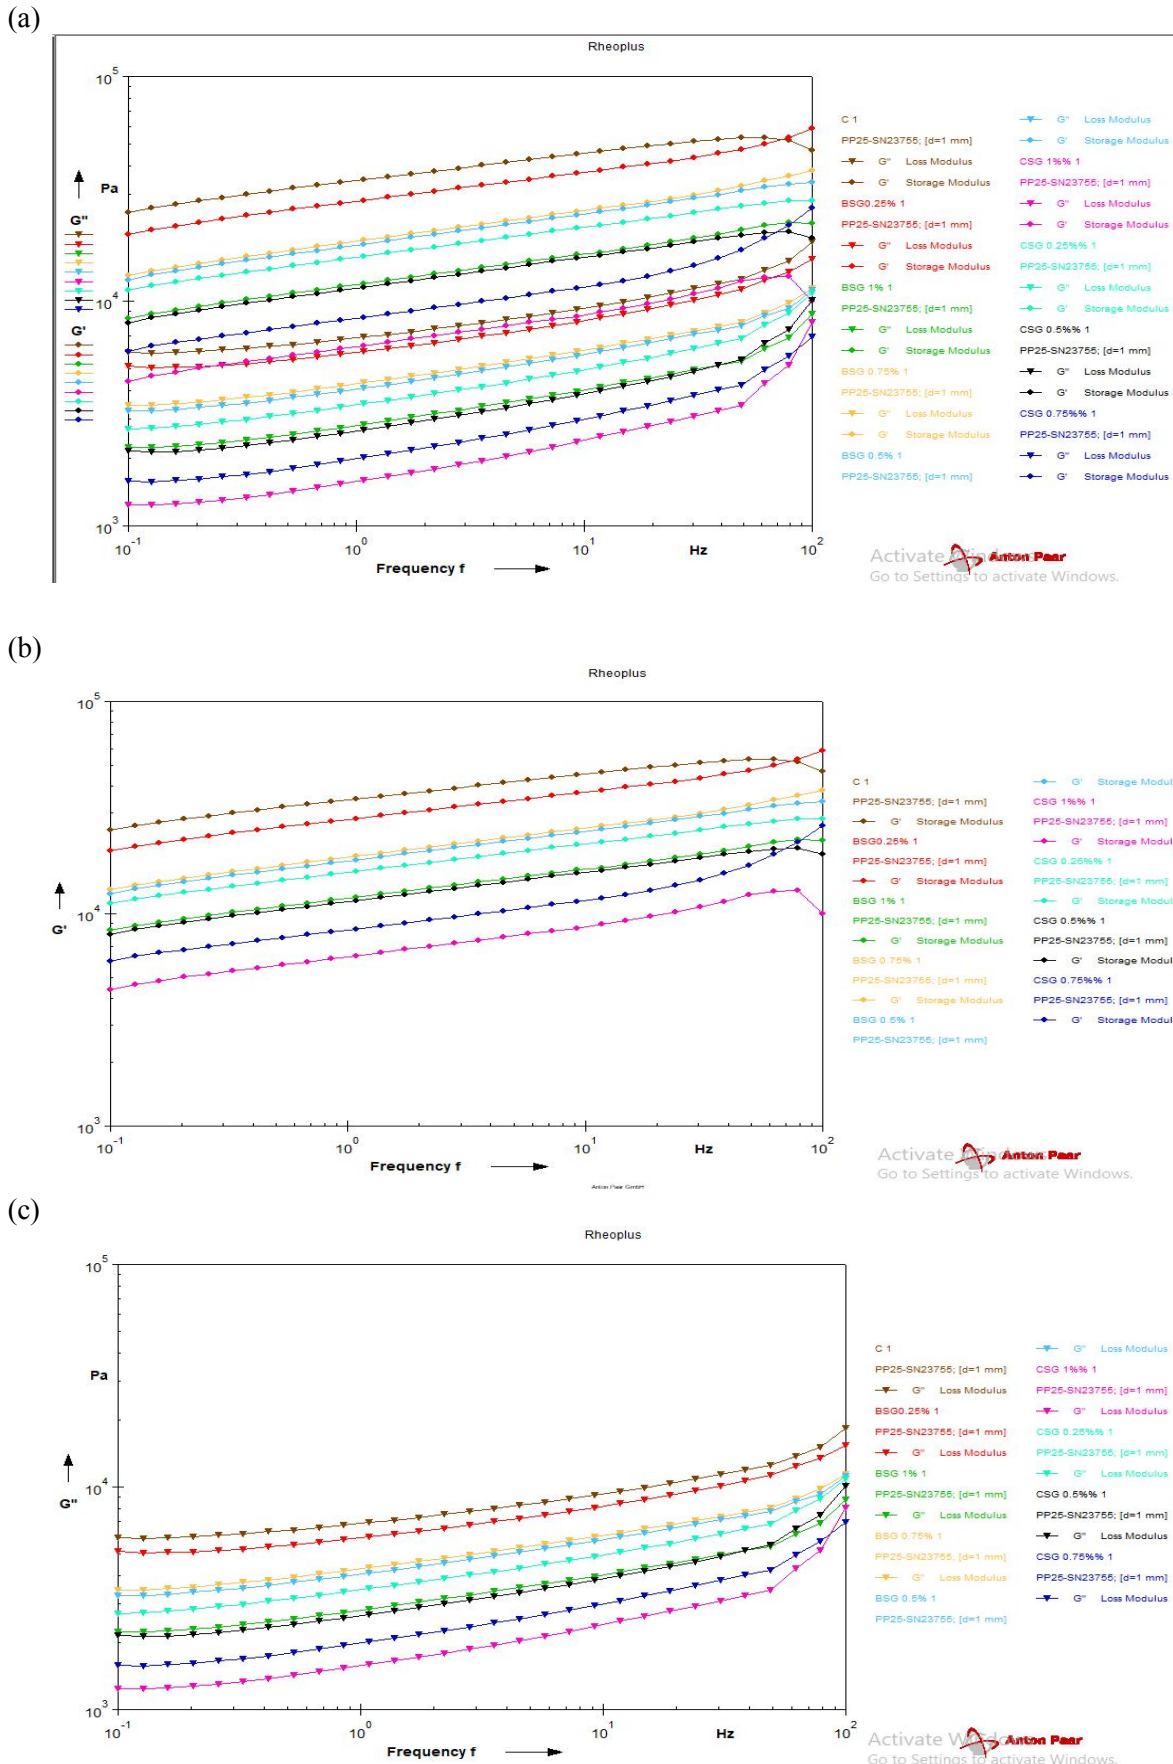 (a)
Rheoplus
10^5
Pa
G''
10^4
G'
10^3
10^-1
10^0
10^1
Hz
10^2
Frequency f
C 1
PP25-SN23755; [d=1 mm]
G'' Loss Modulus
G' Storage Modulus
BSG0.25% 1
PP25-SN23755; [d=1 mm]
G'' Loss Modulus
G' Storage Modulus
BSG 1% 1
PP25-SN23755; [d=1 mm]
G'' Loss Modulus
G' Storage Modulus
BSG 0.75% 1
PP25-SN23755; [d=1 mm]
G'' Loss Modulus
G' Storage Modulus
BSG 0.5% 1
PP25-SN23755; [d=1 mm]
G'' Loss Modulus
G' Storage Modulus
CSG 1%% 1
PP25-SN23755; [d=1 mm]
G'' Loss Modulus
G' Storage Modulus
CSG 0.25%% 1
PP25-SN23755; [d=1 mm]
G'' Loss Modulus
G' Storage Modulus
CSG 0.5%% 1
PP25-SN23755; [d=1 mm]
G'' Loss Modulus
G' Storage Modulus
CSG 0.75%% 1
PP25-SN23755; [d=1 mm]
G'' Loss Modulus
G' Storage Modulus
Activate Windows
Anton Paar
Go to Settings to activate Windows.
(b)
Rheoplus
10^5
10^4
G'
10^3
10^-1
10^0
10^1
Hz
10^2
Frequency f
Anton Paar GmbH
C 1
PP25-SN23755; [d=1 mm]
G' Storage Modulus
BSG0.25% 1
PP25-SN23755; [d=1 mm]
G' Storage Modulus
BSG 1% 1
PP25-SN23755; [d=1 mm]
G' Storage Modulus
BSG 0.75% 1
PP25-SN23755; [d=1 mm]
G' Storage Modulus
BSG 0.5% 1
PP25-SN23755; [d=1 mm]
G' Storage Modul
CSG 1%% 1
PP25-SN23755; [d=1 mm]
G' Storage Modul
CSG 0.25%% 1
PP25-SN23755; [d=1 mm]
G' Storage Modul
CSG 0.5%% 1
PP25-SN23755; [d=1 mm]
G' Storage Modul
CSG 0.75%% 1
PP25-SN23755; [d=1 mm]
G' Storage Modul
Activate Windows
Anton Paar
Go to Settings to activate Windows.
(c)
Rheoplus
10^5
Pa
10^4
G''
10^3
10^-1
10^0
10^1
Hz
10^2
Frequency f
C 1
PP25-SN23755; [d=1 mm]
G'' Loss Modulus
BSG0.25% 1
PP25-SN23755; [d=1 mm]
G'' Loss Modulus
BSG 1% 1
PP25-SN23755; [d=1 mm]
G'' Loss Modulus
BSG 0.75% 1
PP25-SN23755; [d=1 mm]
G'' Loss Modulus
BSG 0.5% 1
PP25-SN23755; [d=1 mm]
G'' Loss Modulus
CSG 1%% 1
PP25-SN23755; [d=1 mm]
G'' Loss Modulus
CSG 0.25%% 1
PP25-SN23755; [d=1 mm]
G'' Loss Modulus
CSG 0.5%% 1
PP25-SN23755; [d=1 mm]
G'' Loss Modulus
CSG 0.75%% 1
PP25-SN23755; [d=1 mm]
G'' Loss Modulus
Activate Windows
Anton Paar
Go to Settings to activate Windows.